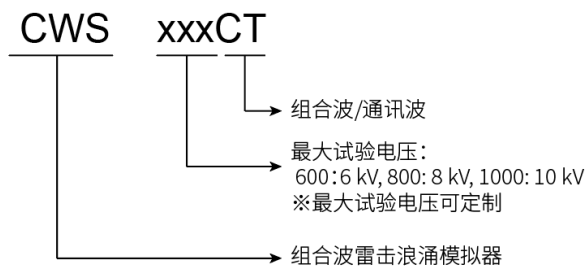 CWS xxxCT
组合波/通讯波
最大试验电压：
600：6 kV, 800: 8 kV, 1000: 10 kV
※最大试验电压可定制
组合波雷击浪涌模拟器